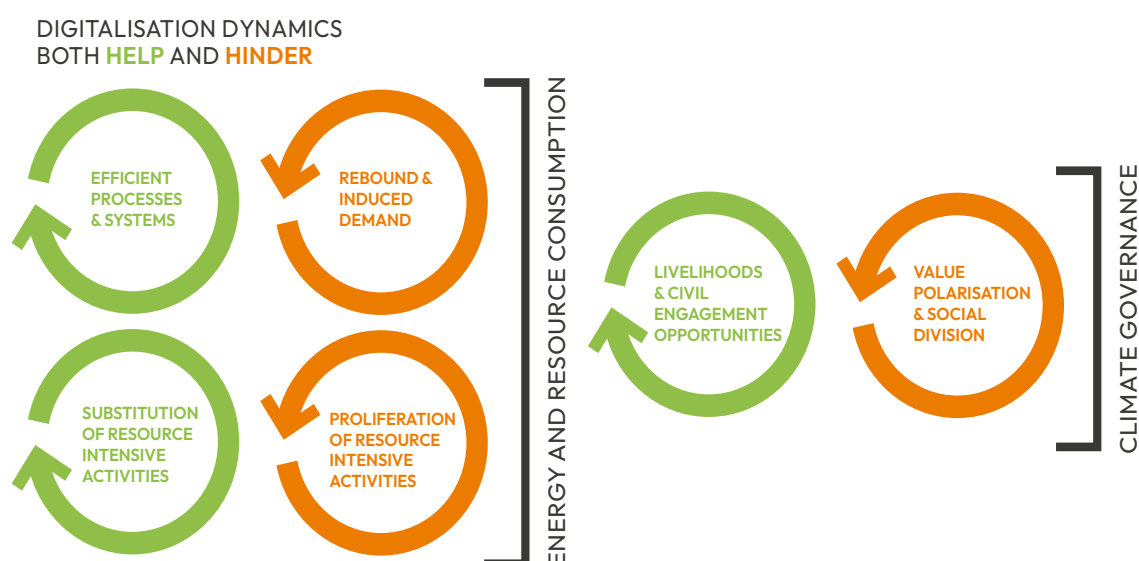 DIGITALISATION DYNAMICS
BOTH HELP AND HINDER
EFFICIENT
PROCESSES
& SYSTEMS
REBOUND &
INDUCED
DEMAND
SUBSTITUTION
OF RESOURCE
INTENSIVE
ACTIVITIES
PROLIFERATION
OF RESOURCE
INTENSIVE
ACTIVITIES
ENERGY AND RESOURCE CONSUMPTION
LIVELIHOODS
& CIVIL
ENGAGEMENT
OPPORTUNITIES
VALUE
POLARISATION
& SOCIAL
DIVISION
CLIMATE GOVERNANCE